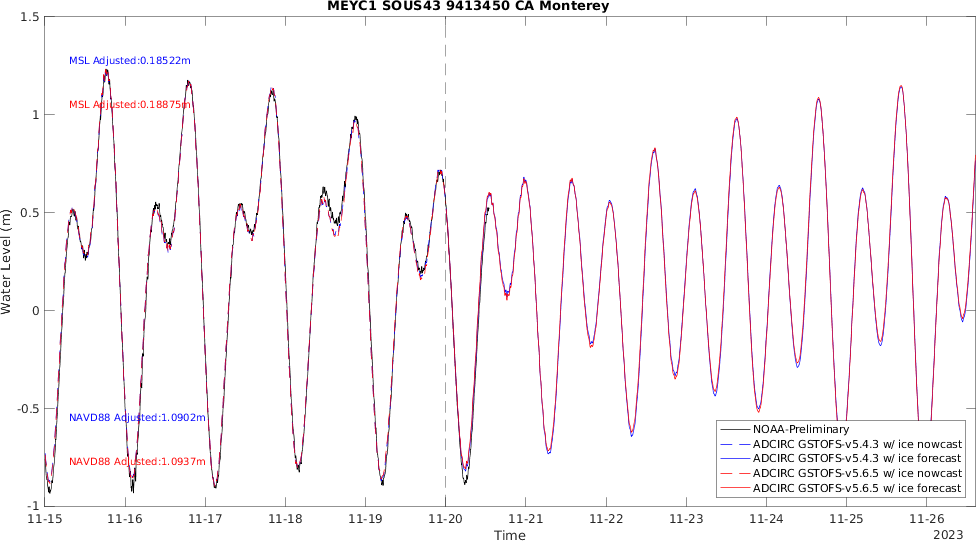 MEYC1 SOUS43 9413450 CA Monterey
1.5
1
0.5
0
-0.5
-1
Water Level (m)
MSL Adjusted:0.18522m
MSL Adjusted:0.18875m
NAVD88 Adjusted:1.0902m
NAVD88 Adjusted:1.0937m
NOAA-Preliminary
ADCIRC GSTOFS-v5.4.3 w/ ice nowcast
ADCIRC GSTOFS-v5.4.3 w/ ice forecast
ADCIRC GSTOFS-v5.6.5 w/ ice nowcast
ADCIRC GSTOFS-v5.6.5 w/ ice forecast
11-15 11-16 11-17 11-18 11-19 11-20 11-21 11-22 11-23 11-24 11-25 11-26
Time
2023